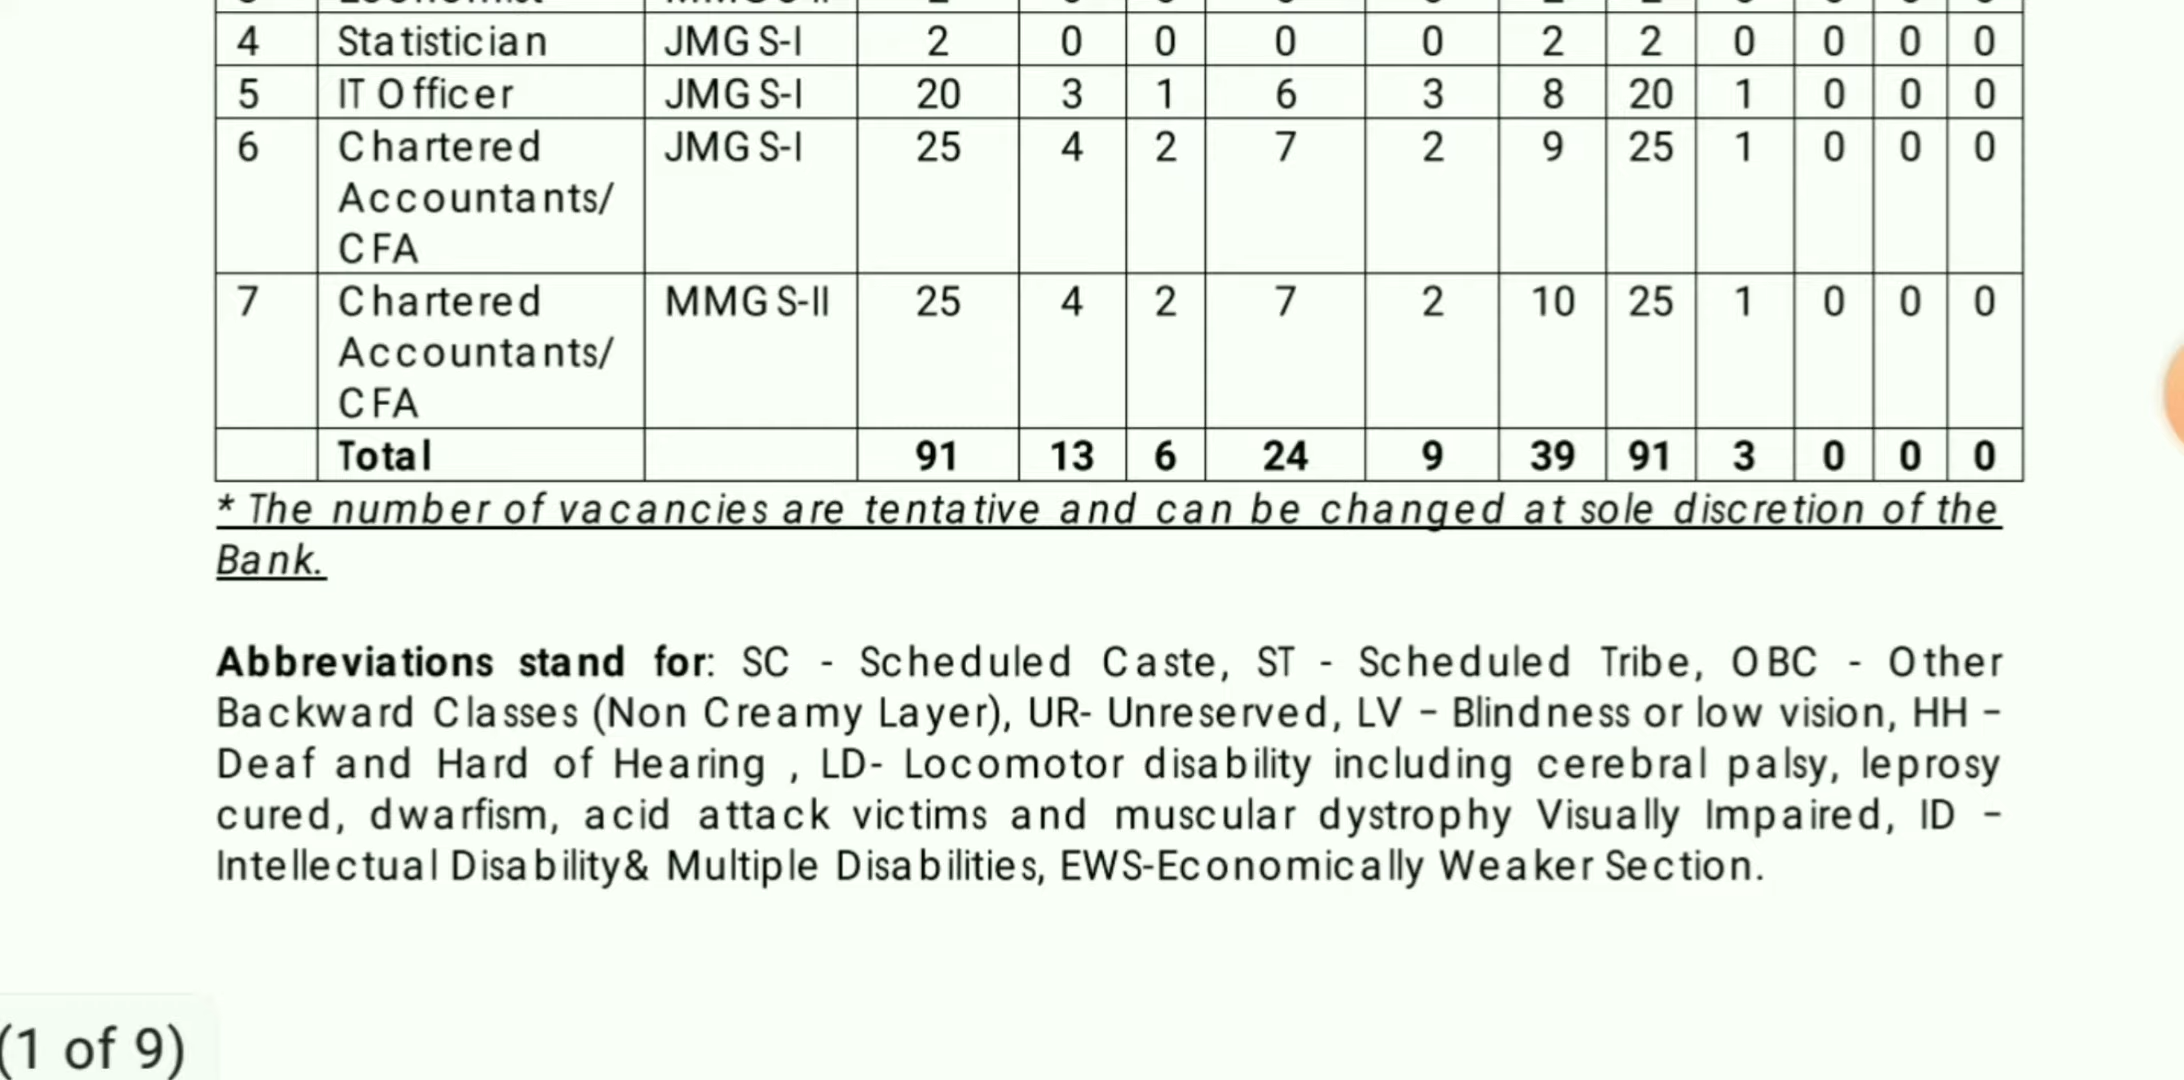 4 Statistician JMGS-I 2 0 0 0 0 2 2 0 0 0 0
5 IT Officer JMGS-I 20 3 1 6 3 8 20 1 0 0 0
6 Chartered JMGS-I 25 4 2 7 2 9 25 1 0 0 0
Accountants/
CFA
7 Chartered MMGS-II 25 4 2 7 2 10 25 1 0 0 0
Accountants/
CFA
Total 91 13 6 24 9 39 91 3 0 0 0
* The number of vacancies are tentative and can be changed at sole discretion of the
Bank.
Abbreviations stand for: SC - Scheduled Caste, ST - Scheduled Tribe, OBC - Other
Backward Classes (Non Creamy Layer), UR- Unreserved, LV – Blindness or low vision, HH –
Deaf and Hard of Hearing , LD- Locomotor disability including cerebral palsy, leprosy
cured, dwarfism, acid attack victims and muscular dystrophy Visually Impaired, ID –
Intellectual Disability& Multiple Disabilities, EWS-Economically Weaker Section.
(1 of 9)